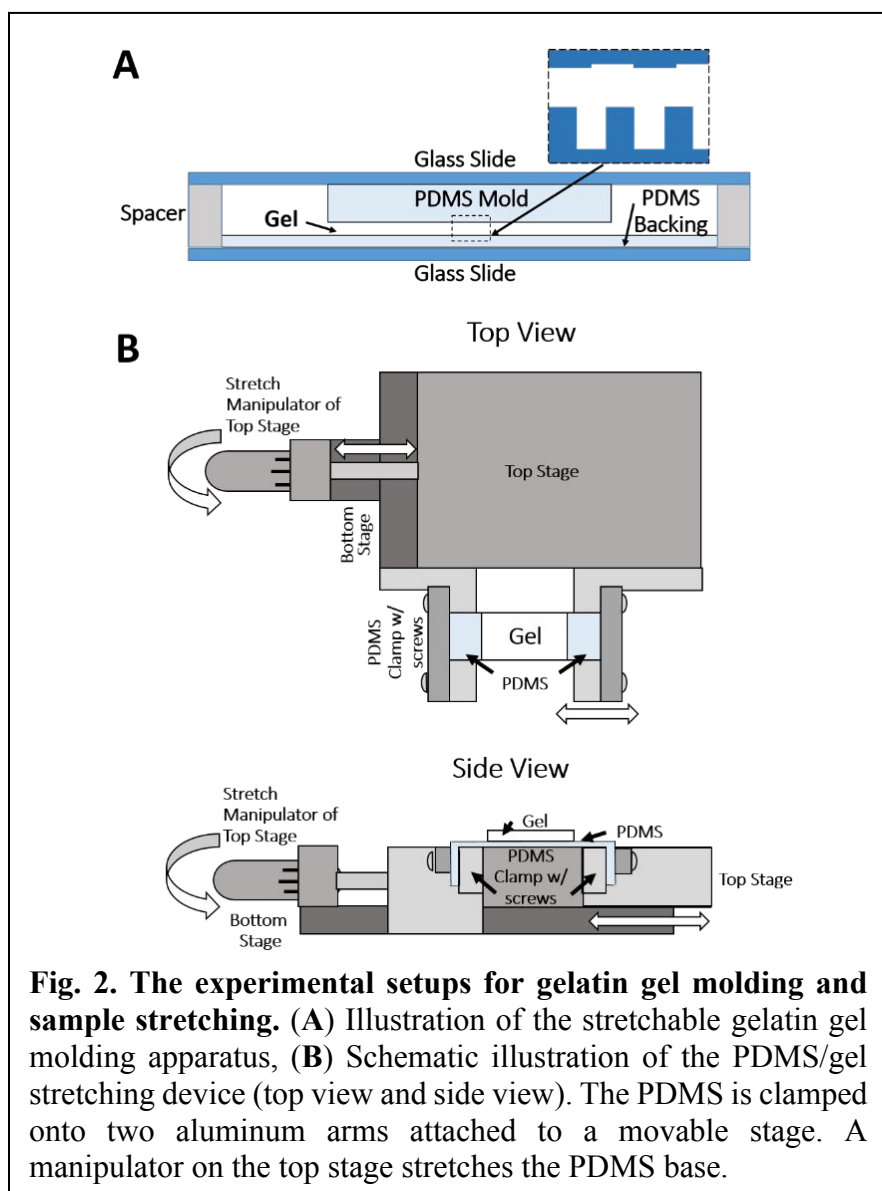 A
Glass Slide
PDMS Mold
Spacer
Gel
PDMS
Backing
Glass Slide
B
Top View
Stretch
Manipulator of
Top Stage
Top Stage
Bottom
Stage
PDMS
Clamp w/
screws
Gel
PDMS
Side View
Stretch
Manipulator of
Top Stage
Gel
PDMS
PDMS
Clamp w/
screws
Top Stage
Bottom
Stage
Fig. 2. The experimental setups for gelatin gel molding and
sample stretching. (A) Illustration of the stretchable gelatin gel
molding apparatus, (B) Schematic illustration of the PDMS/gel
stretching device (top view and side view). The PDMS is clamped
onto two aluminum arms attached to a movable stage. A
manipulator on the top stage stretches the PDMS base.